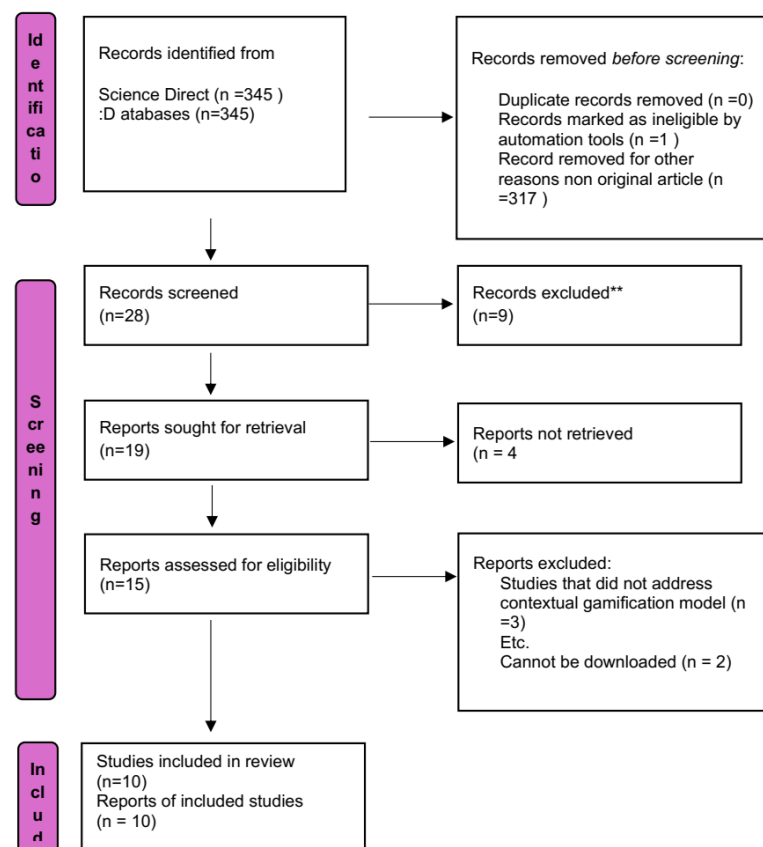 Id
e
nt
ifi
ca
tio
Records identified from
Science Direct (n =345 )
:D atabases (n=345)
Records removed before screening:
Duplicate records removed (n =0)
Records marked as ineligible by
automation tools (n =1 )
Record removed for other
reasons non original article (n
=317 )
S
cr
ee
ni
n
g
Records screened
(n=28)
Records excluded**
(n=9)
Reports sought for retrieval
(n=19)
Reports not retrieved
(n = 4
Reports assessed for eligibility
(n=15)
Reports excluded:
Studies that did not address
contextual gamification model (n
=3)
Etc.
Cannot be downloaded (n = 2)
In
cl
u
d
Studies included in review
(n=10)
Reports of included studies
(n = 10)